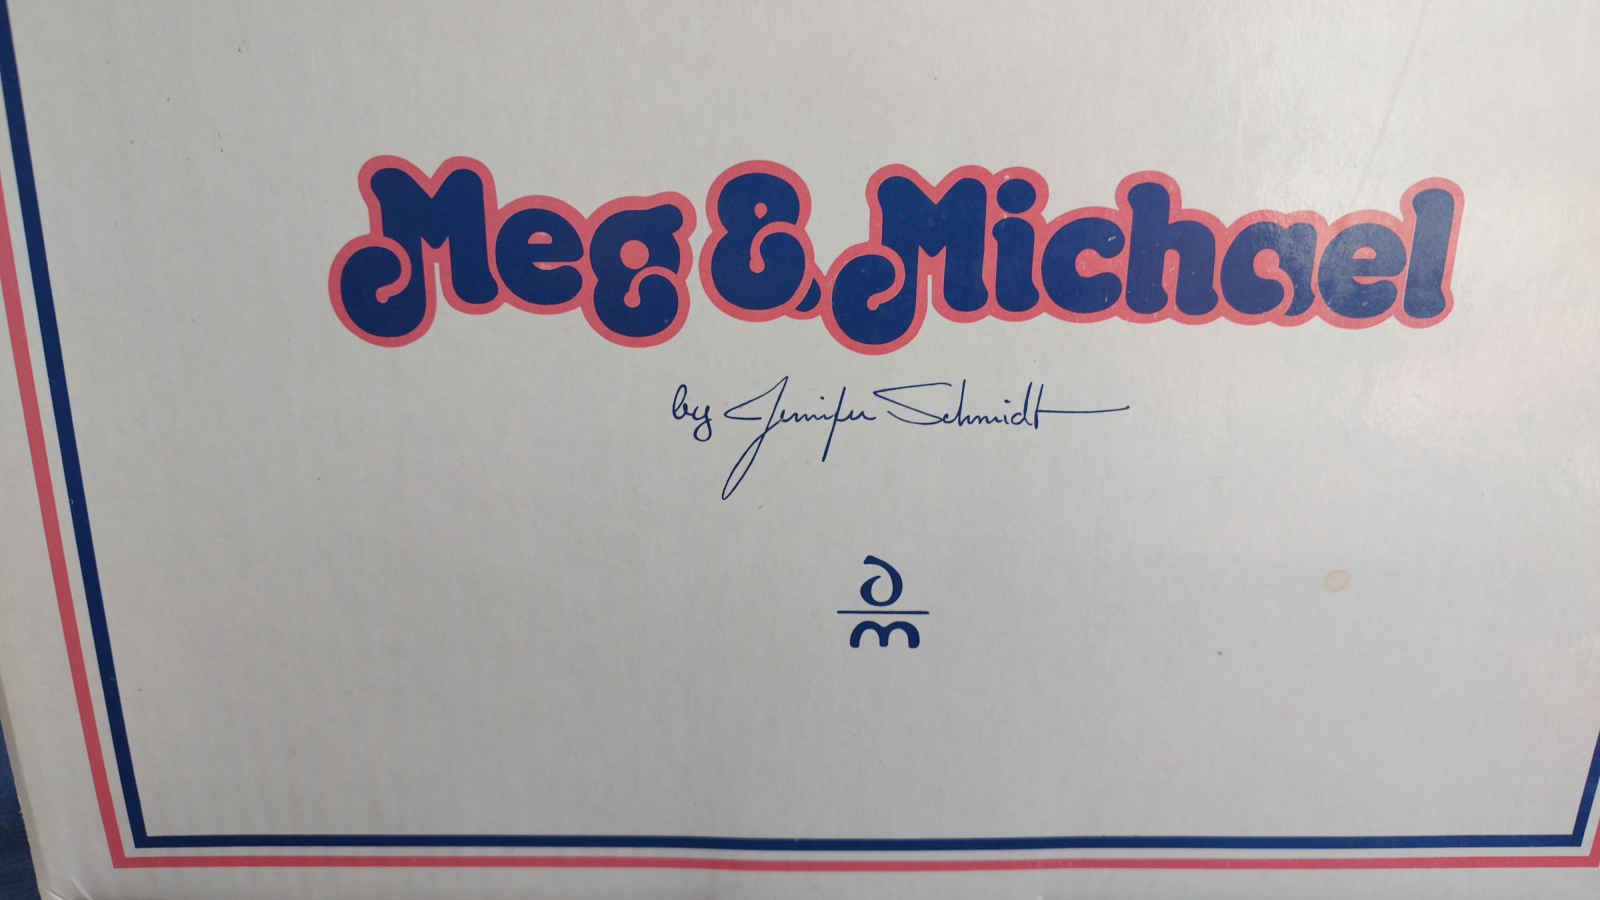 Meg & Michael
by Jennifer Schmidt
a
m